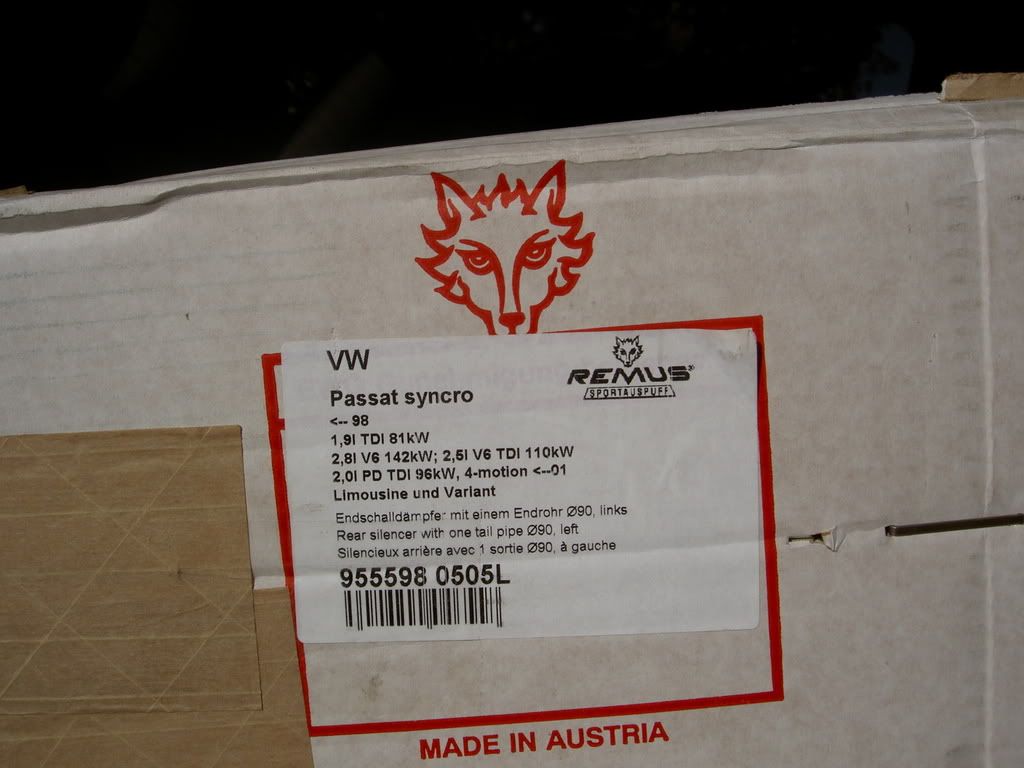 VW
REMUS®
SPORTAUSPUFF
Passat syncro
<-- 98
1,9l TDI 81kW
2,8l V6 142kW; 2,5l V6 TDI 110kW
2,0l PD TDI 96kW, 4-motion <--01
Limousine und Variant
Endschalldämpfer mit einem Endrohr Ø90, links
Rear silencer with one tail pipe Ø90, left
Silencieux arrière avec 1 sortie Ø90, à gauche
955598 0505L
MADE IN AUSTRIA